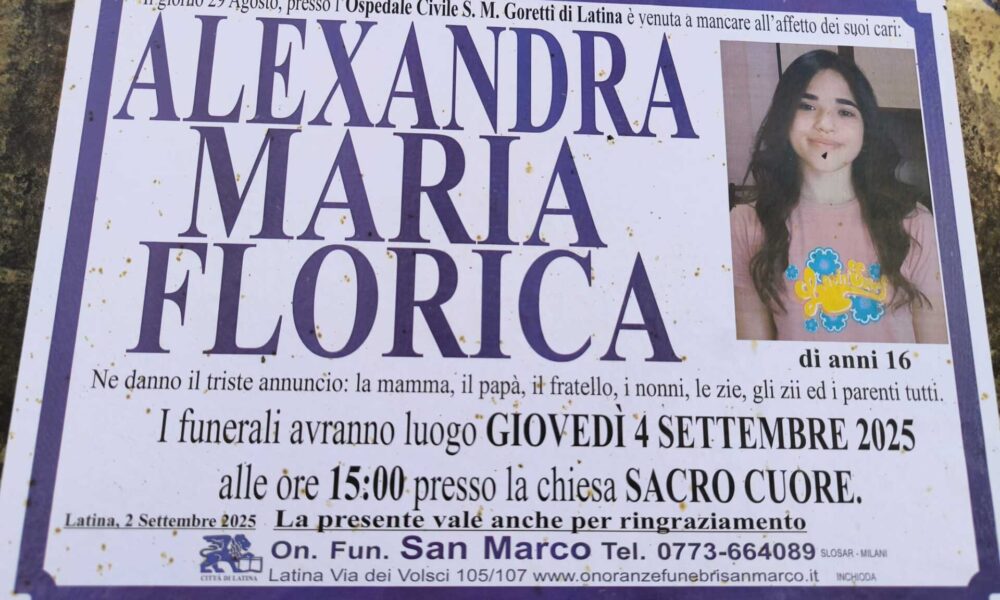 Il giorno 29 Agosto, presso l'Ospedale Civile S. M. Goretti di Latina è venuta a mancare all'affetto dei suoi cari:
ALEXANDRA
MARIA
FLORICA
di anni 16
Ne danno il triste annuncio: la mamma, il papà, il fratello, i nonni, le zie, gli zii ed i parenti tutti.
I funerali avranno luogo GIOVEDÌ 4 SETTEMBRE 2025
alle ore 15:00 presso la chiesa SACRO CUORE.
Latina, 2 Settembre 2025 La presente vale anche per ringraziamento
CITTÀ DI LATINA
On. Fun. San Marco Tel. 0773-664089 SLOSAR - MILANI
Latina Via dei Volsci 105/107 www.onoranzefunebrisanmarco.it INCHIODA